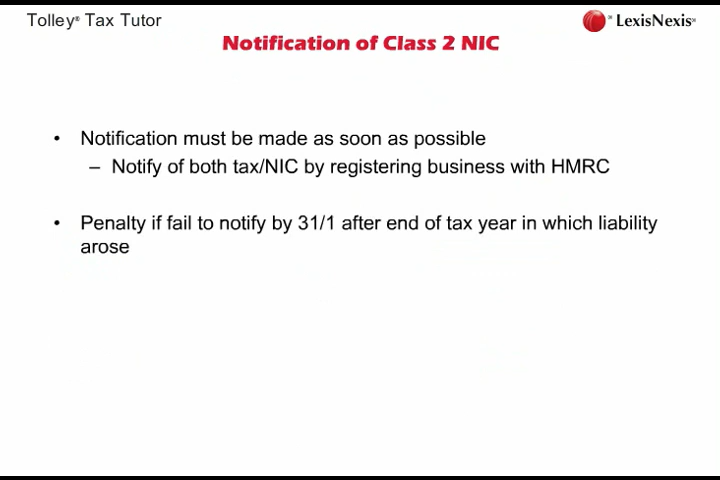 Tolley® Tax Tutor
LexisNexis®
Notification of Class 2 NIC
• Notification must be made as soon as possible
– Notify of both tax/NIC by registering business with HMRC
• Penalty if fail to notify by 31/1 after end of tax year in which liability
arose